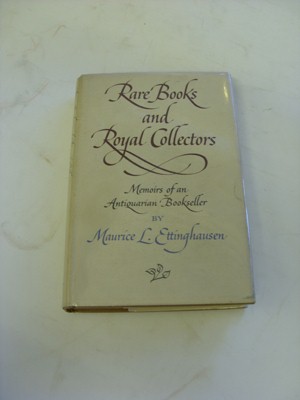 Rare Books
and
Royal Collectors
Memoirs of an
Antiquarian Bookseller
BY
Maurice L. Ettinghausen